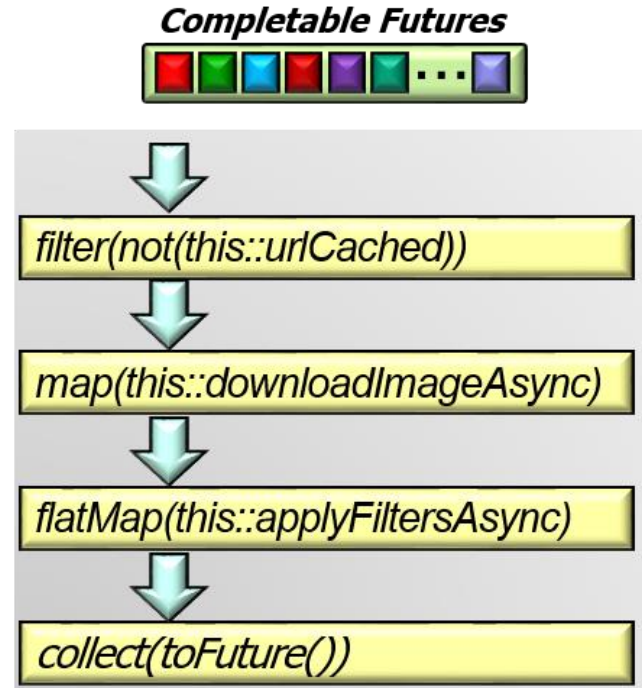 Completable Futures
...
filter(not(this::urlCached))
map(this::downloadImageAsync)
flatMap(this::applyFiltersAsync)
collect(toFuture())